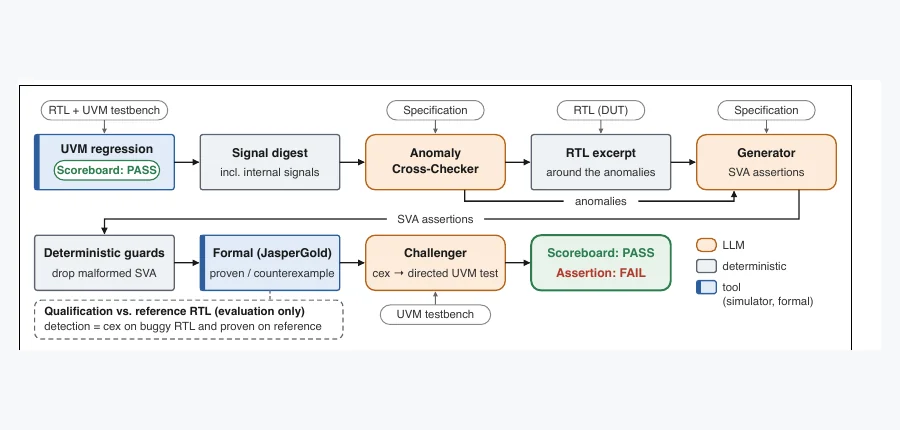 RTL + UVM testbench
Specification
RTL (DUT)
Specification
UVM regression
Scoreboard: PASS
Signal digest
incl. internal signals
Anomaly
Cross-Checker
RTL excerpt
around the anomalies
Generator
SVA assertions
anomalies
SVA assertions
Deterministic guards
drop malformed SVA
Formal (JasperGold)
proven / counterexample
Challenger
cex → directed UVM test
Scoreboard: PASS
Assertion: FAIL
LLM
deterministic
tool
(simulator, formal)
Qualification vs. reference RTL (evaluation only)
detection = cex on buggy RTL and proven on reference
UVM testbench